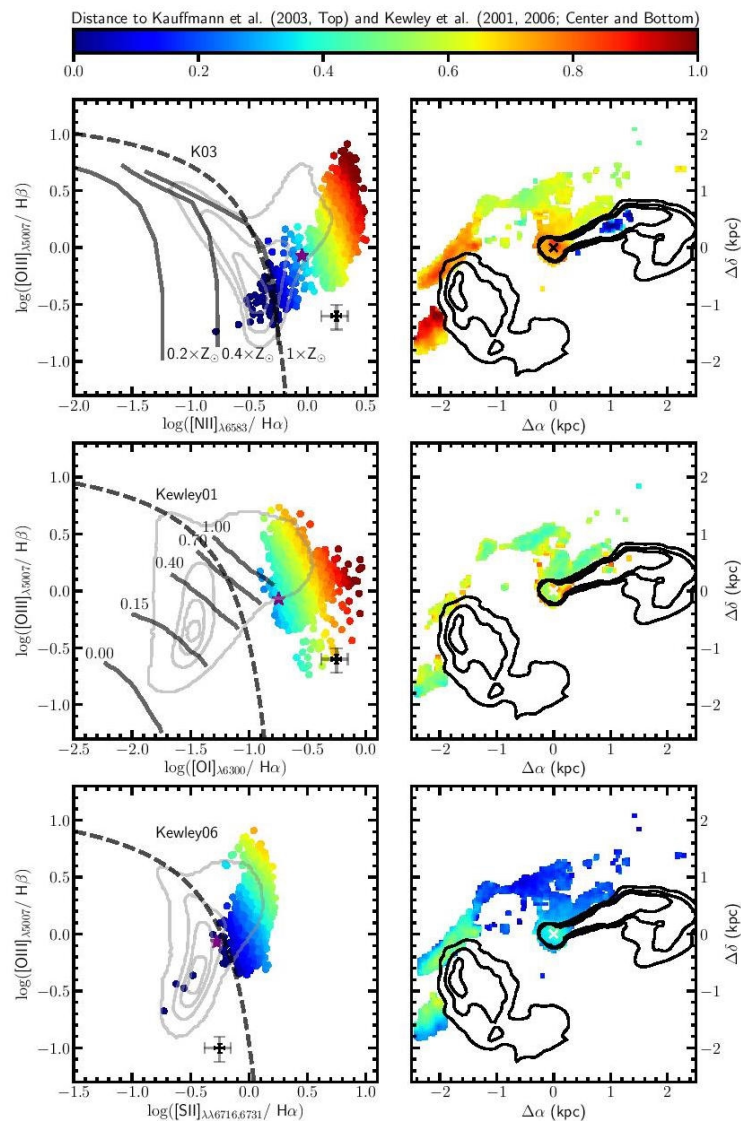 Distance to Kauffmann et al. (2003, Top) and Kewley et al. (2001, 2006; Center and Bottom)
0.0 0.2 0.4 0.6 0.8 1.0
K03
1.0
0.5
0.0
−0.5
−1.0
log([OIII]λ5007/ Hβ)
0.2×Z⊙ 0.4×Z⊙ 1×Z⊙
−2.0 −1.5 −1.0 −0.5 0.0 0.5
log([NII]λ6583/ Hα)
2
1
0
−1
−2
Δδ (kpc)
−2 −1 0 1 2
Δα (kpc)
Kewley01
1.00
0.70
0.40
0.15
0.00
1.0
0.5
0.0
−0.5
−1.0
log([OIII]λ5007/ Hβ)
−2.5 −2.0 −1.5 −1.0 −0.5 0.0
log([OI]λ6300/ Hα)
2
1
0
−1
−2
Δδ (kpc)
−2 −1 0 1 2
Δα (kpc)
Kewley06
1.0
0.5
0.0
−0.5
−1.0
log([OIII]λ5007/ Hβ)
−1.5 −1.0 −0.5 0.0 0.5 1.0
log([SII]λλ6716,6731/ Hα)
2
1
0
−1
−2
Δδ (kpc)
−2 −1 0 1 2
Δα (kpc)